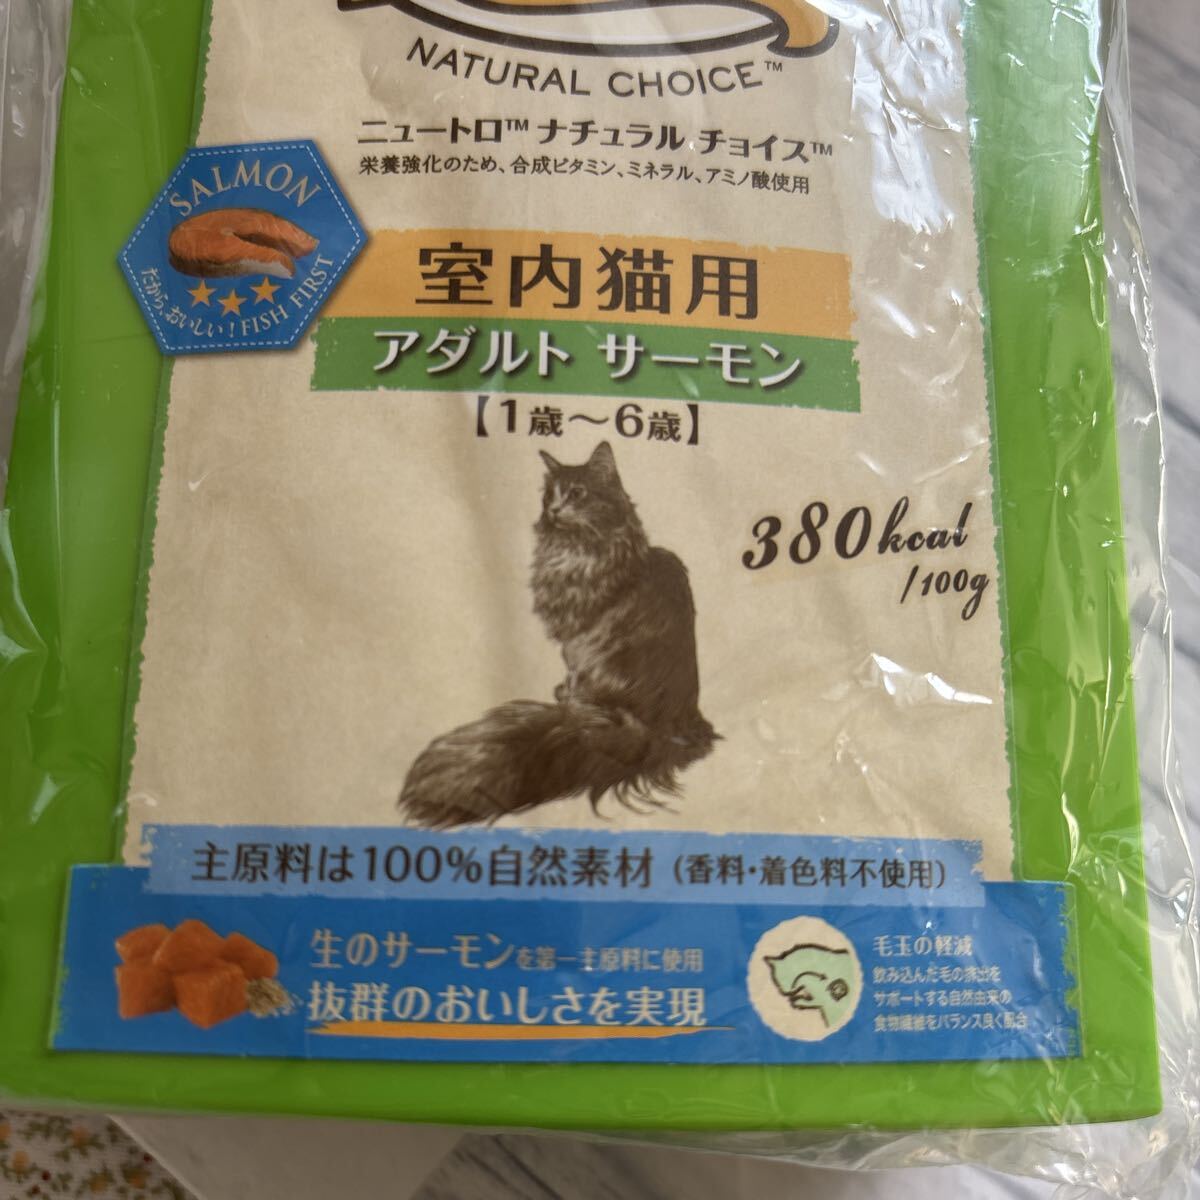 NATURAL CHOICE™
ニュートロ™ ナチュラル チョイス™
栄養強化のため、合成ビタミン、ミネラル、アミノ酸使用
SALMON
だから、おいしい! FISH FIRST
室内猫用
アダルト サーモン
【1歳～6歳】
380kcal
/100g
主原料は100%自然素材（香料・着色料不使用）
生のサーモンを第一主原料に使用
抜群のおいしさを実現
毛玉の軽減
飲み込んだ毛の排出を
サポートする自然由来の
食物繊維をバランス良く配合